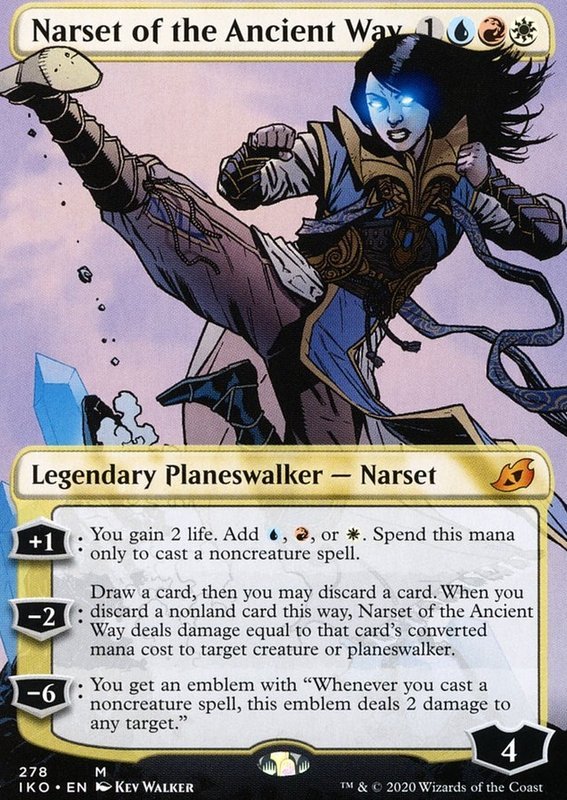 Narset of the Ancient Way 1
Legendary Planeswalker — Narset
+1: You gain 2 life. Add , , or . Spend this mana
only to cast a noncreature spell.
Draw a card, then you may discard a card. When you
−2: discard a nonland card this way, Narset of the Ancient
Way deals damage equal to that card's converted
mana cost to target creature or planeswalker.
−6: You get an emblem with “Whenever you cast a
noncreature spell, this emblem deals 2 damage to
any target.”
4
278 M
IKO • EN Kev Walker
™ & © 2020 Wizards of the Coast